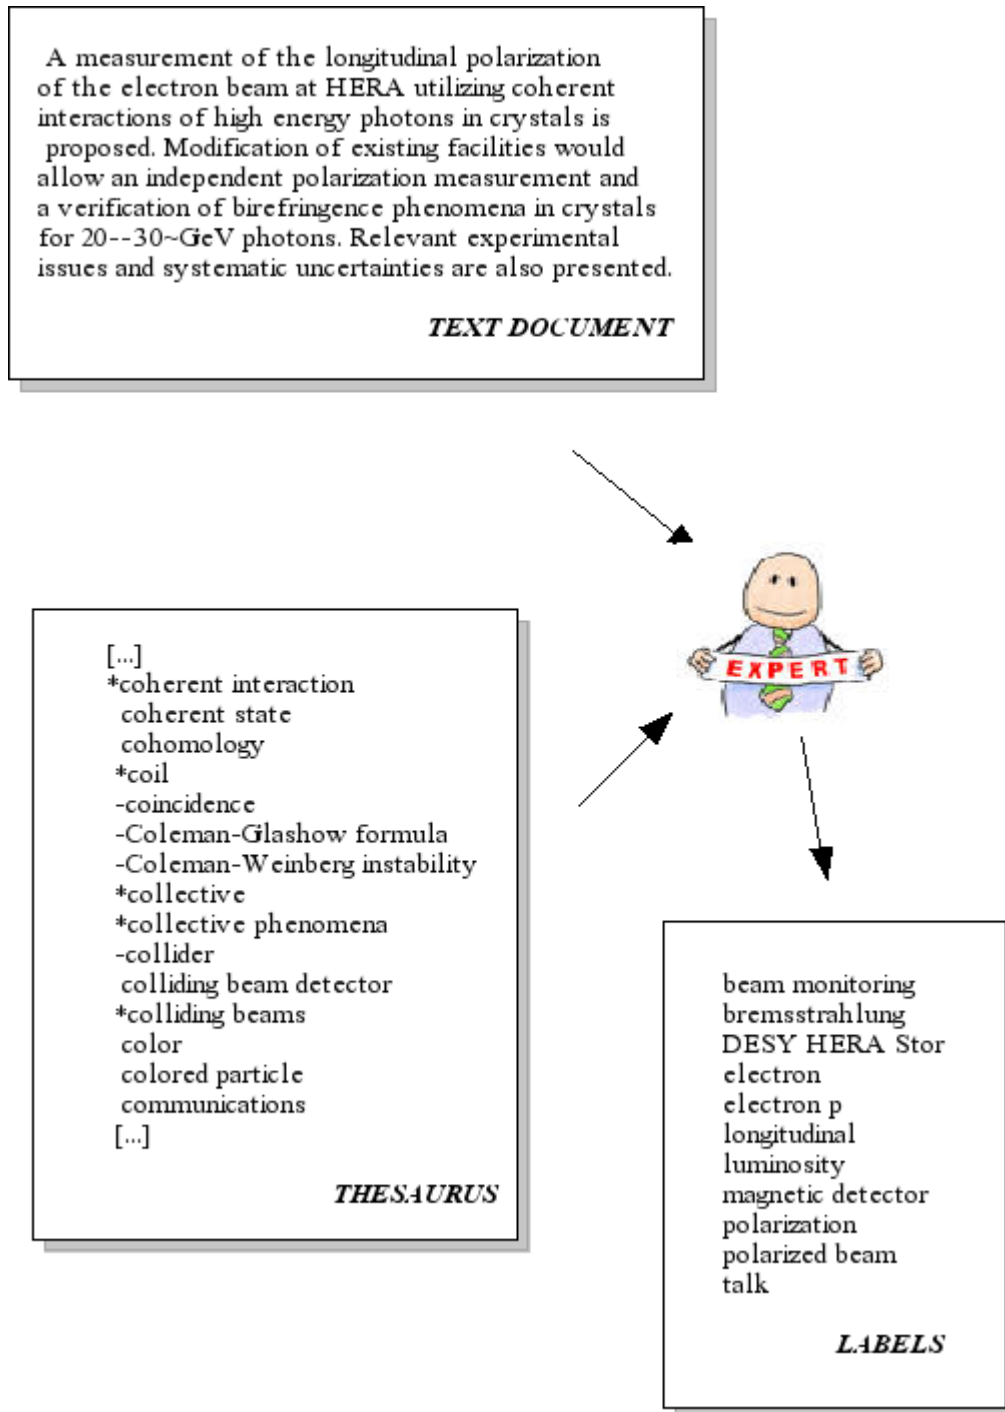 A measurement of the longitudinal polarization
of the electron beam at HERA utilizing coherent
interactions of high energy photons in crystals is
proposed. Modification of existing facilities would
allow an independent polarization measurement and
a verification of birefringence phenomena in crystals
for 20--30~GeV photons. Relevant experimental
issues and systematic uncertainties are also presented.
TEXT DOCUMENT
EXPERT
[...]
*coherent interaction
coherent state
cohomology
*coil
-coincidence
-Coleman-Glashow formula
-Coleman-Weinberg instability
*collective
*collective phenomena
-collider
colliding beam detector
*colliding beams
color
colored particle
communications
[...]
THESAURUS
beam monitoring
bremsstrahlung
DESY HERA Stor
electron
electron p
longitudinal
luminosity
magnetic detector
polarization
polarized beam
talk
LABELS